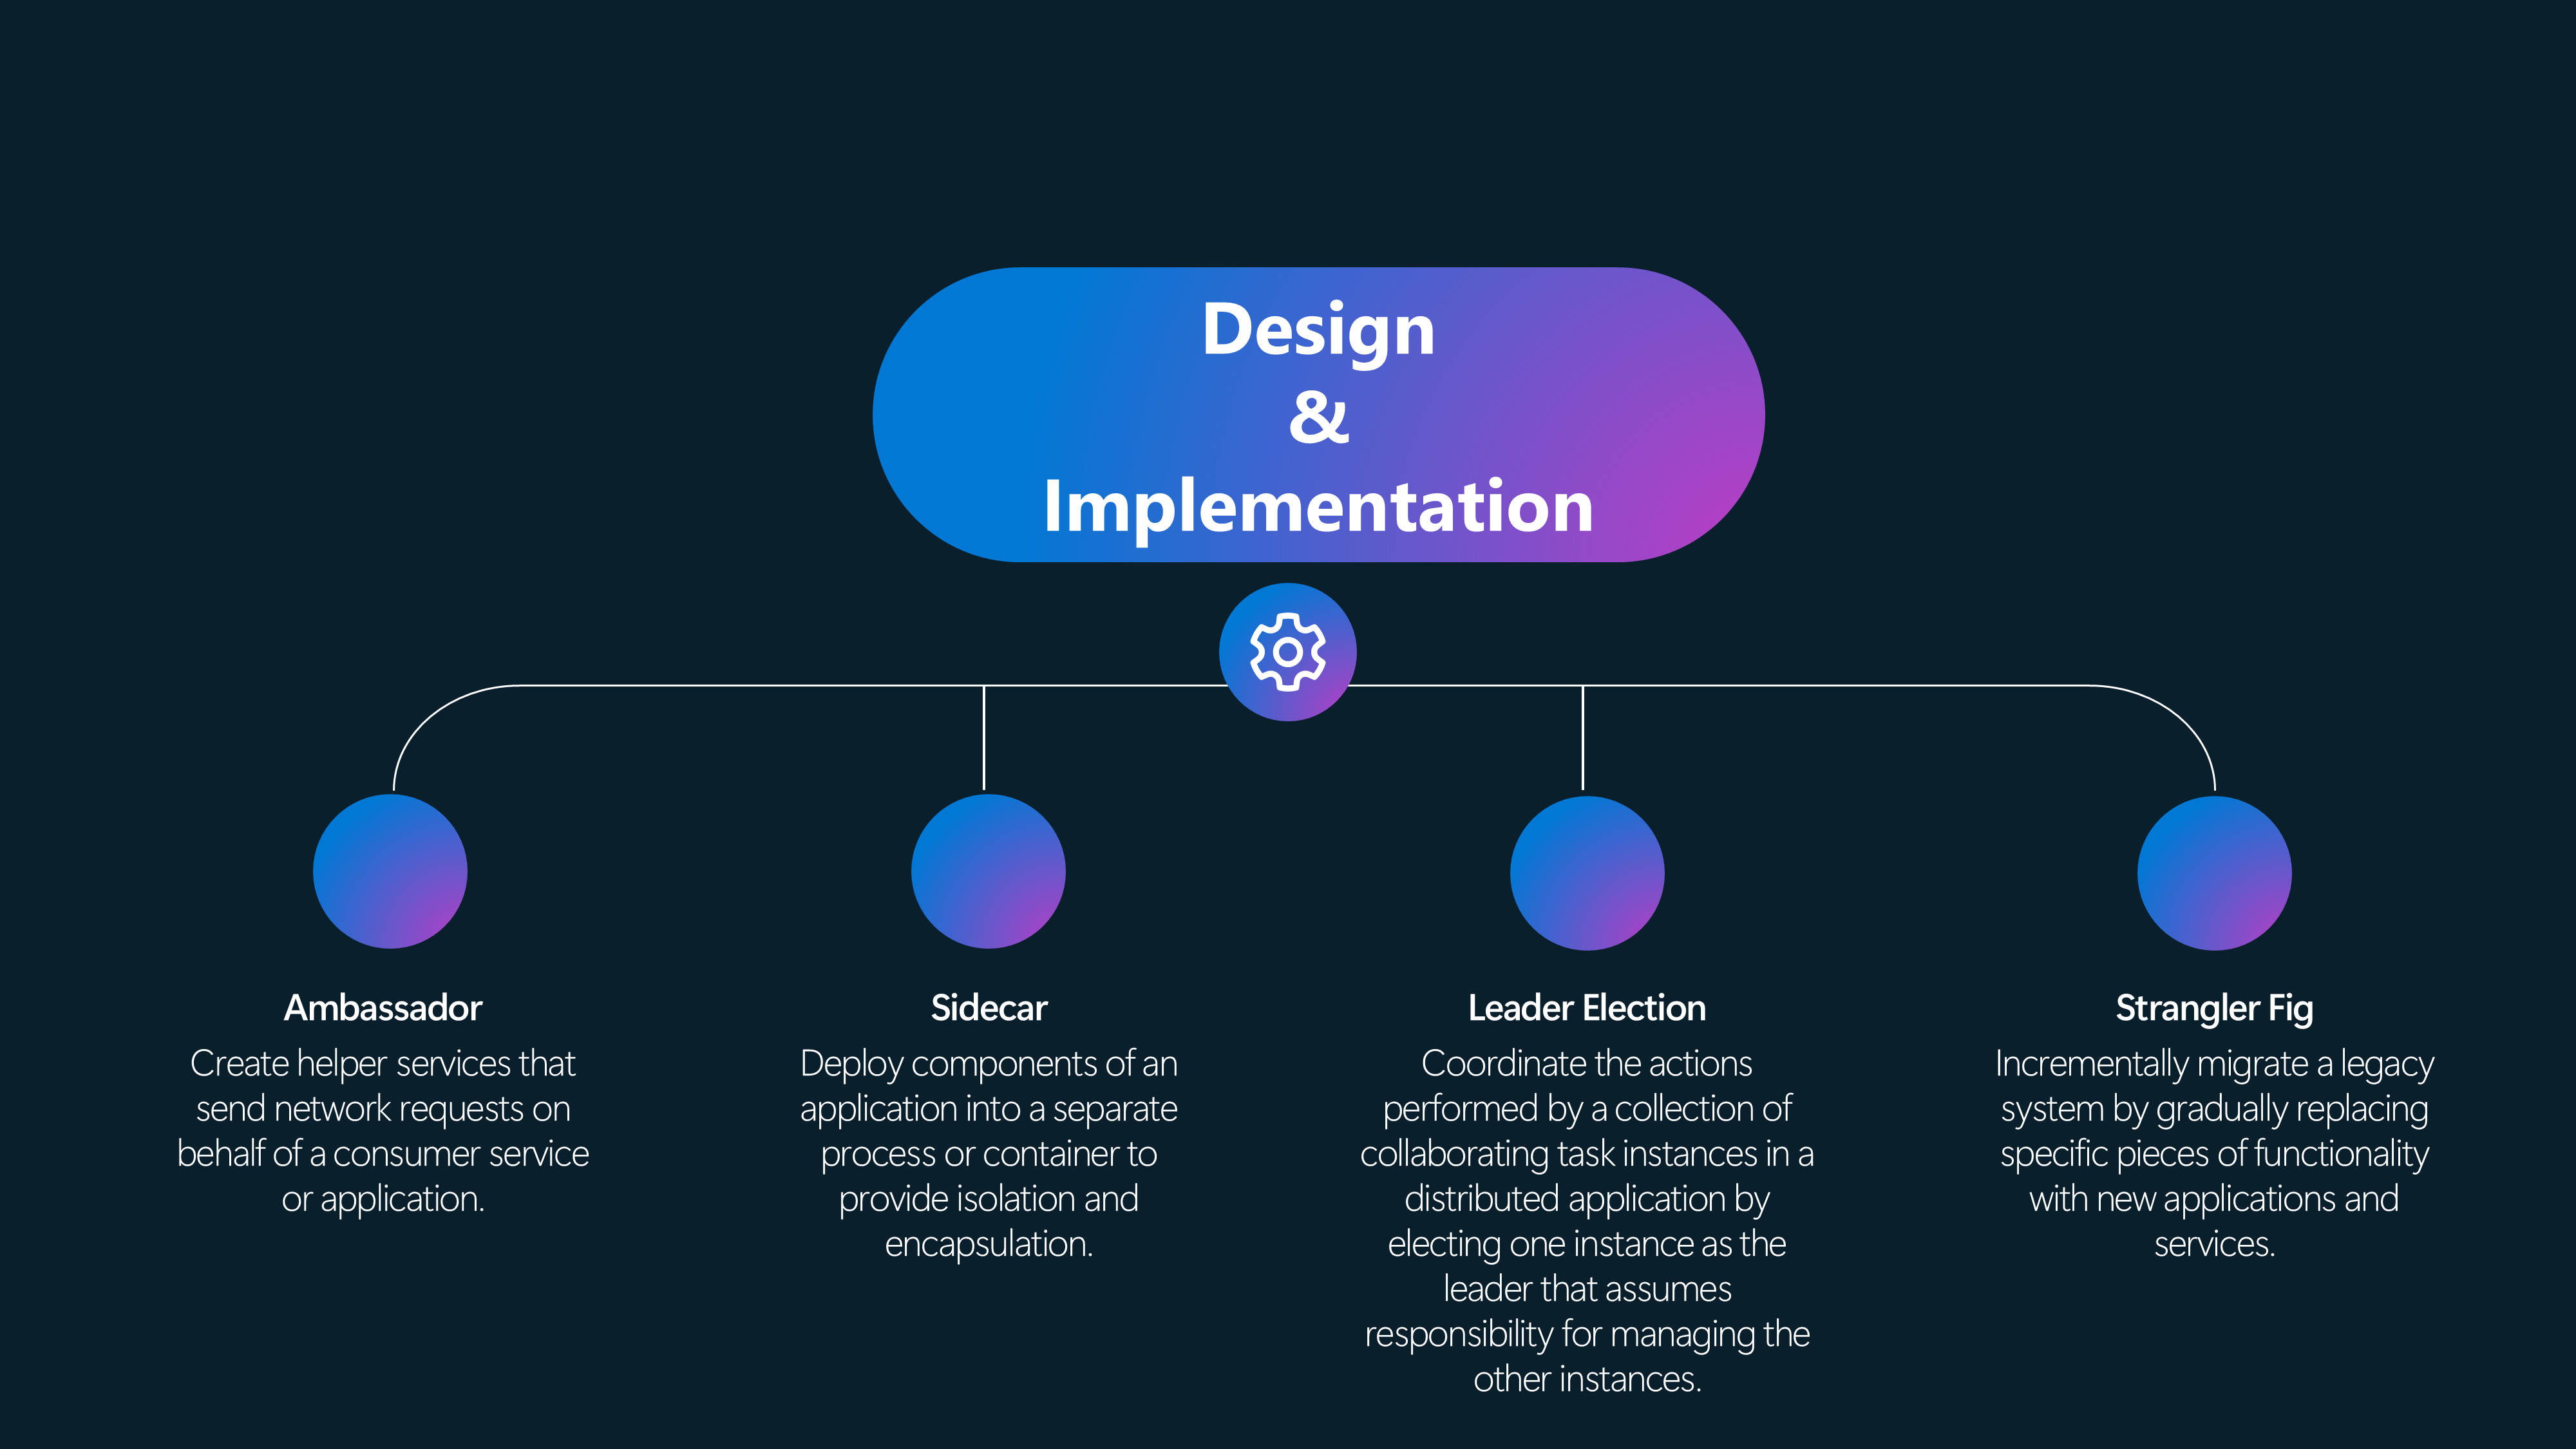 Design
&
Implementation
Ambassador
Create helper services that
send network requests on
behalf of a consumer service
or application.
Sidecar
Deploy components of an
application into a separate
process or container to
provide isolation and
encapsulation.
Leader Election
Coordinate the actions
performed by a collection of
collaborating task instances in a
distributed application by
electing one instance as the
leader that assumes
responsibility for managing the
other instances.
Strangler Fig
Incrementally migrate a legacy
system by gradually replacing
specific pieces of functionality
with new applications and
services.